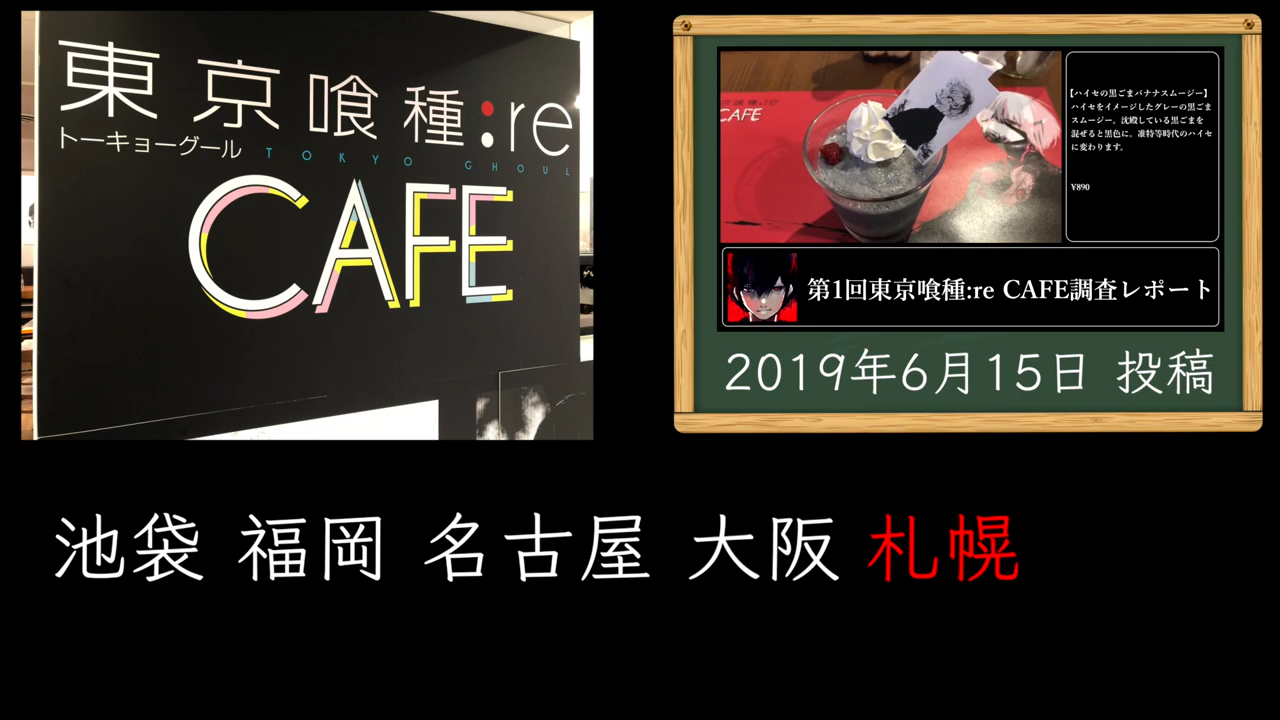 東京喰種:re
トーキョーグール TOKYO GHOUL
CAFE
CAFE
【ハイセの黒ごまバナナスムージー】
ハイセをイメージしたグレーの黒ごま
スムージー。沈殿している黒ごまを
混ぜると黒色に。准特等時代のハイセ
に変わります。
¥890
第1回東京喰種:re CAFE調査レポート
2019年6月15日 投稿
池袋 福岡 名古屋 大阪 札幌